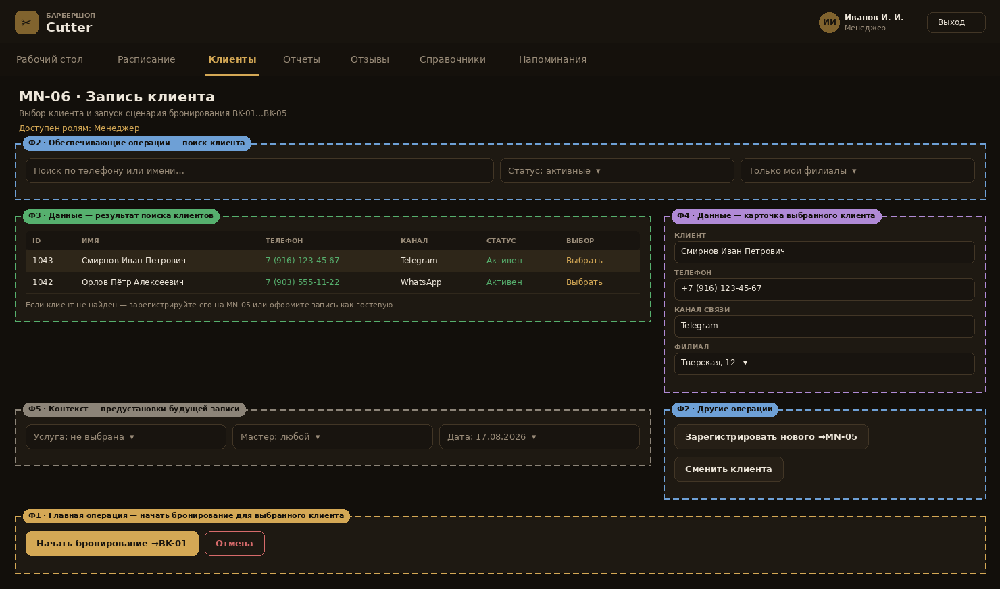 БАРБЕРШОП
Cutter
ИИ
Иванов И. И.
Менеджер
Выход
Рабочий стол
Расписание
Клиенты
Отчеты
Отзывы
Справочники
Напоминания
MN-06 · Запись клиента
Выбор клиента и запуск сценария бронирования BK-01…BK-05
Доступен ролям: Менеджер
Ф2 · Обеспечивающие операции — поиск клиента
Поиск по телефону или имени…
Статус: активные ▾
Только мои филиалы ▾
Ф3 · Данные — результат поиска клиентов
ID ИМЯ ТЕЛЕФОН КАНАЛ СТАТУС ВЫБОР
1043 Смирнов Иван Петрович 7 (916) 123-45-67 Telegram Активен Выбрать
1042 Орлов Пётр Алексеевич 7 (903) 555-11-22 WhatsApp Активен Выбрать
Если клиент не найден — зарегистрируйте его на MN-05 или оформите запись как гостевую
Ф4 · Данные — карточка выбранного клиента
КЛИЕНТ
Смирнов Иван Петрович
ТЕЛЕФОН
+7 (916) 123-45-67
КАНАЛ СВЯЗИ
Telegram
ФИЛИАЛ
Тверская, 12 ▾
Ф5 · Контекст — предустановки будущей записи
Услуга: не выбрана ▾
Мастер: любой ▾
Дата: 17.08.2026 ▾
Ф2 · Другие операции
Зарегистрировать нового →MN-05
Сменить клиента
Ф1 · Главная операция — начать бронирование для выбранного клиента
Начать бронирование →BK-01
Отмена